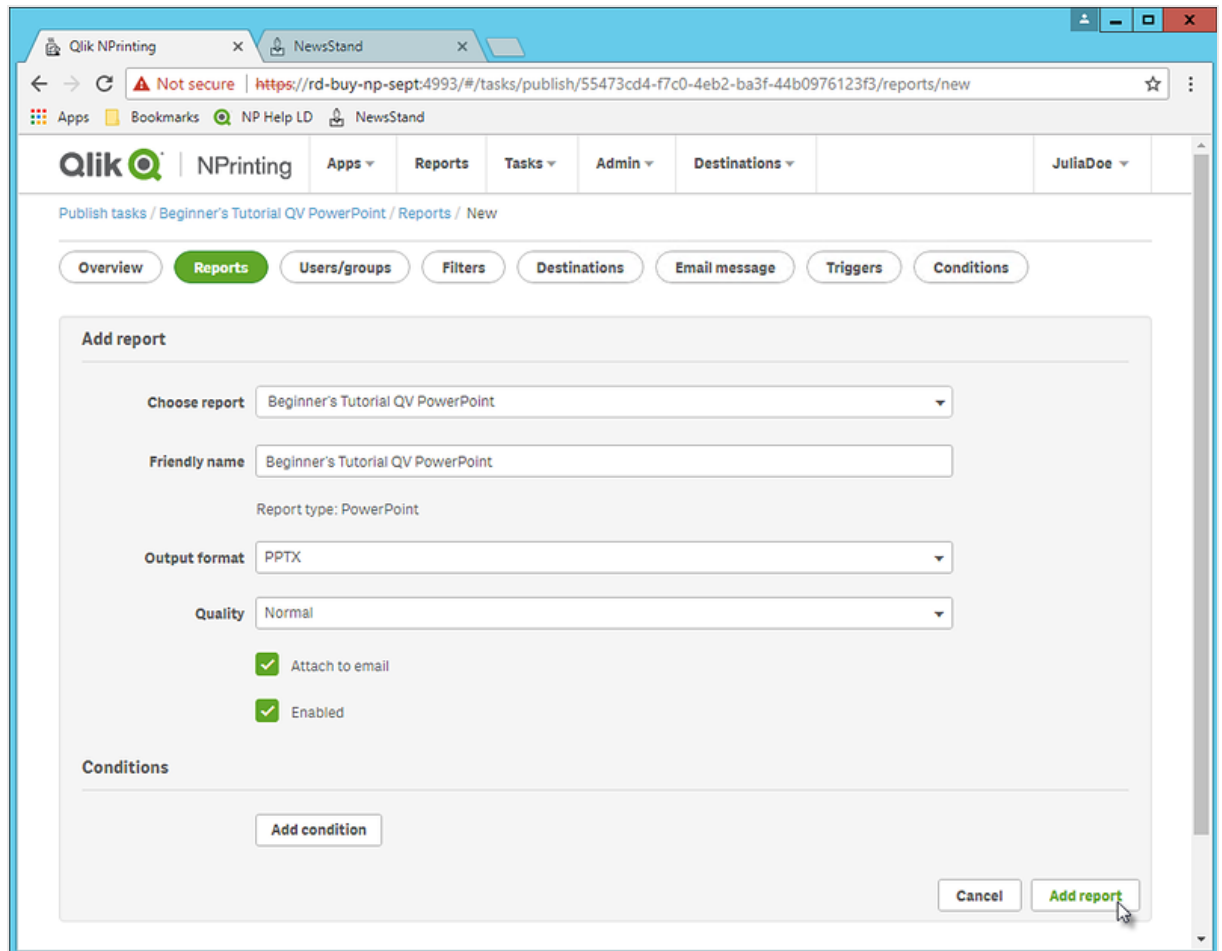 Qlik NPrinting NewsStand
Not secure | https://rd-buy-np-sept:4993/#/tasks/publish/55473cd4-f7c0-4eb2-ba3f-44b0976123f3/reports/new
Apps Bookmarks NP Help LD NewsStand
Qlik | NPrinting Apps Reports Tasks Admin Destinations JuliaDoe
Publish tasks / Beginner's Tutorial QV PowerPoint / Reports / New
Overview Reports Users/groups Filters Destinations Email message Triggers Conditions
Add report
Choose report Beginner's Tutorial QV PowerPoint
Friendly name Beginner's Tutorial QV PowerPoint
Report type: PowerPoint
Output format PPTX
Quality Normal
Attach to email
Enabled
Conditions
Add condition
Cancel Add report